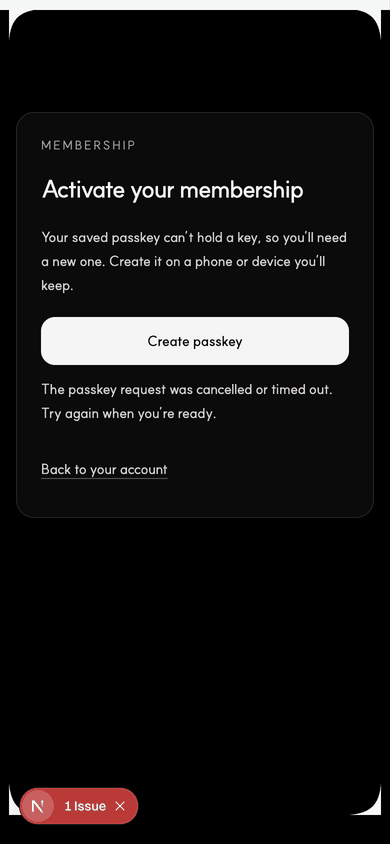 MEMBERSHIP
Activate your membership
Your saved passkey can't hold a key, so you'll need
a new one. Create it on a phone or device you'll
keep.
Create passkey
The passkey request was cancelled or timed out.
Try again when you're ready.
Back to your account
N 1 Issue